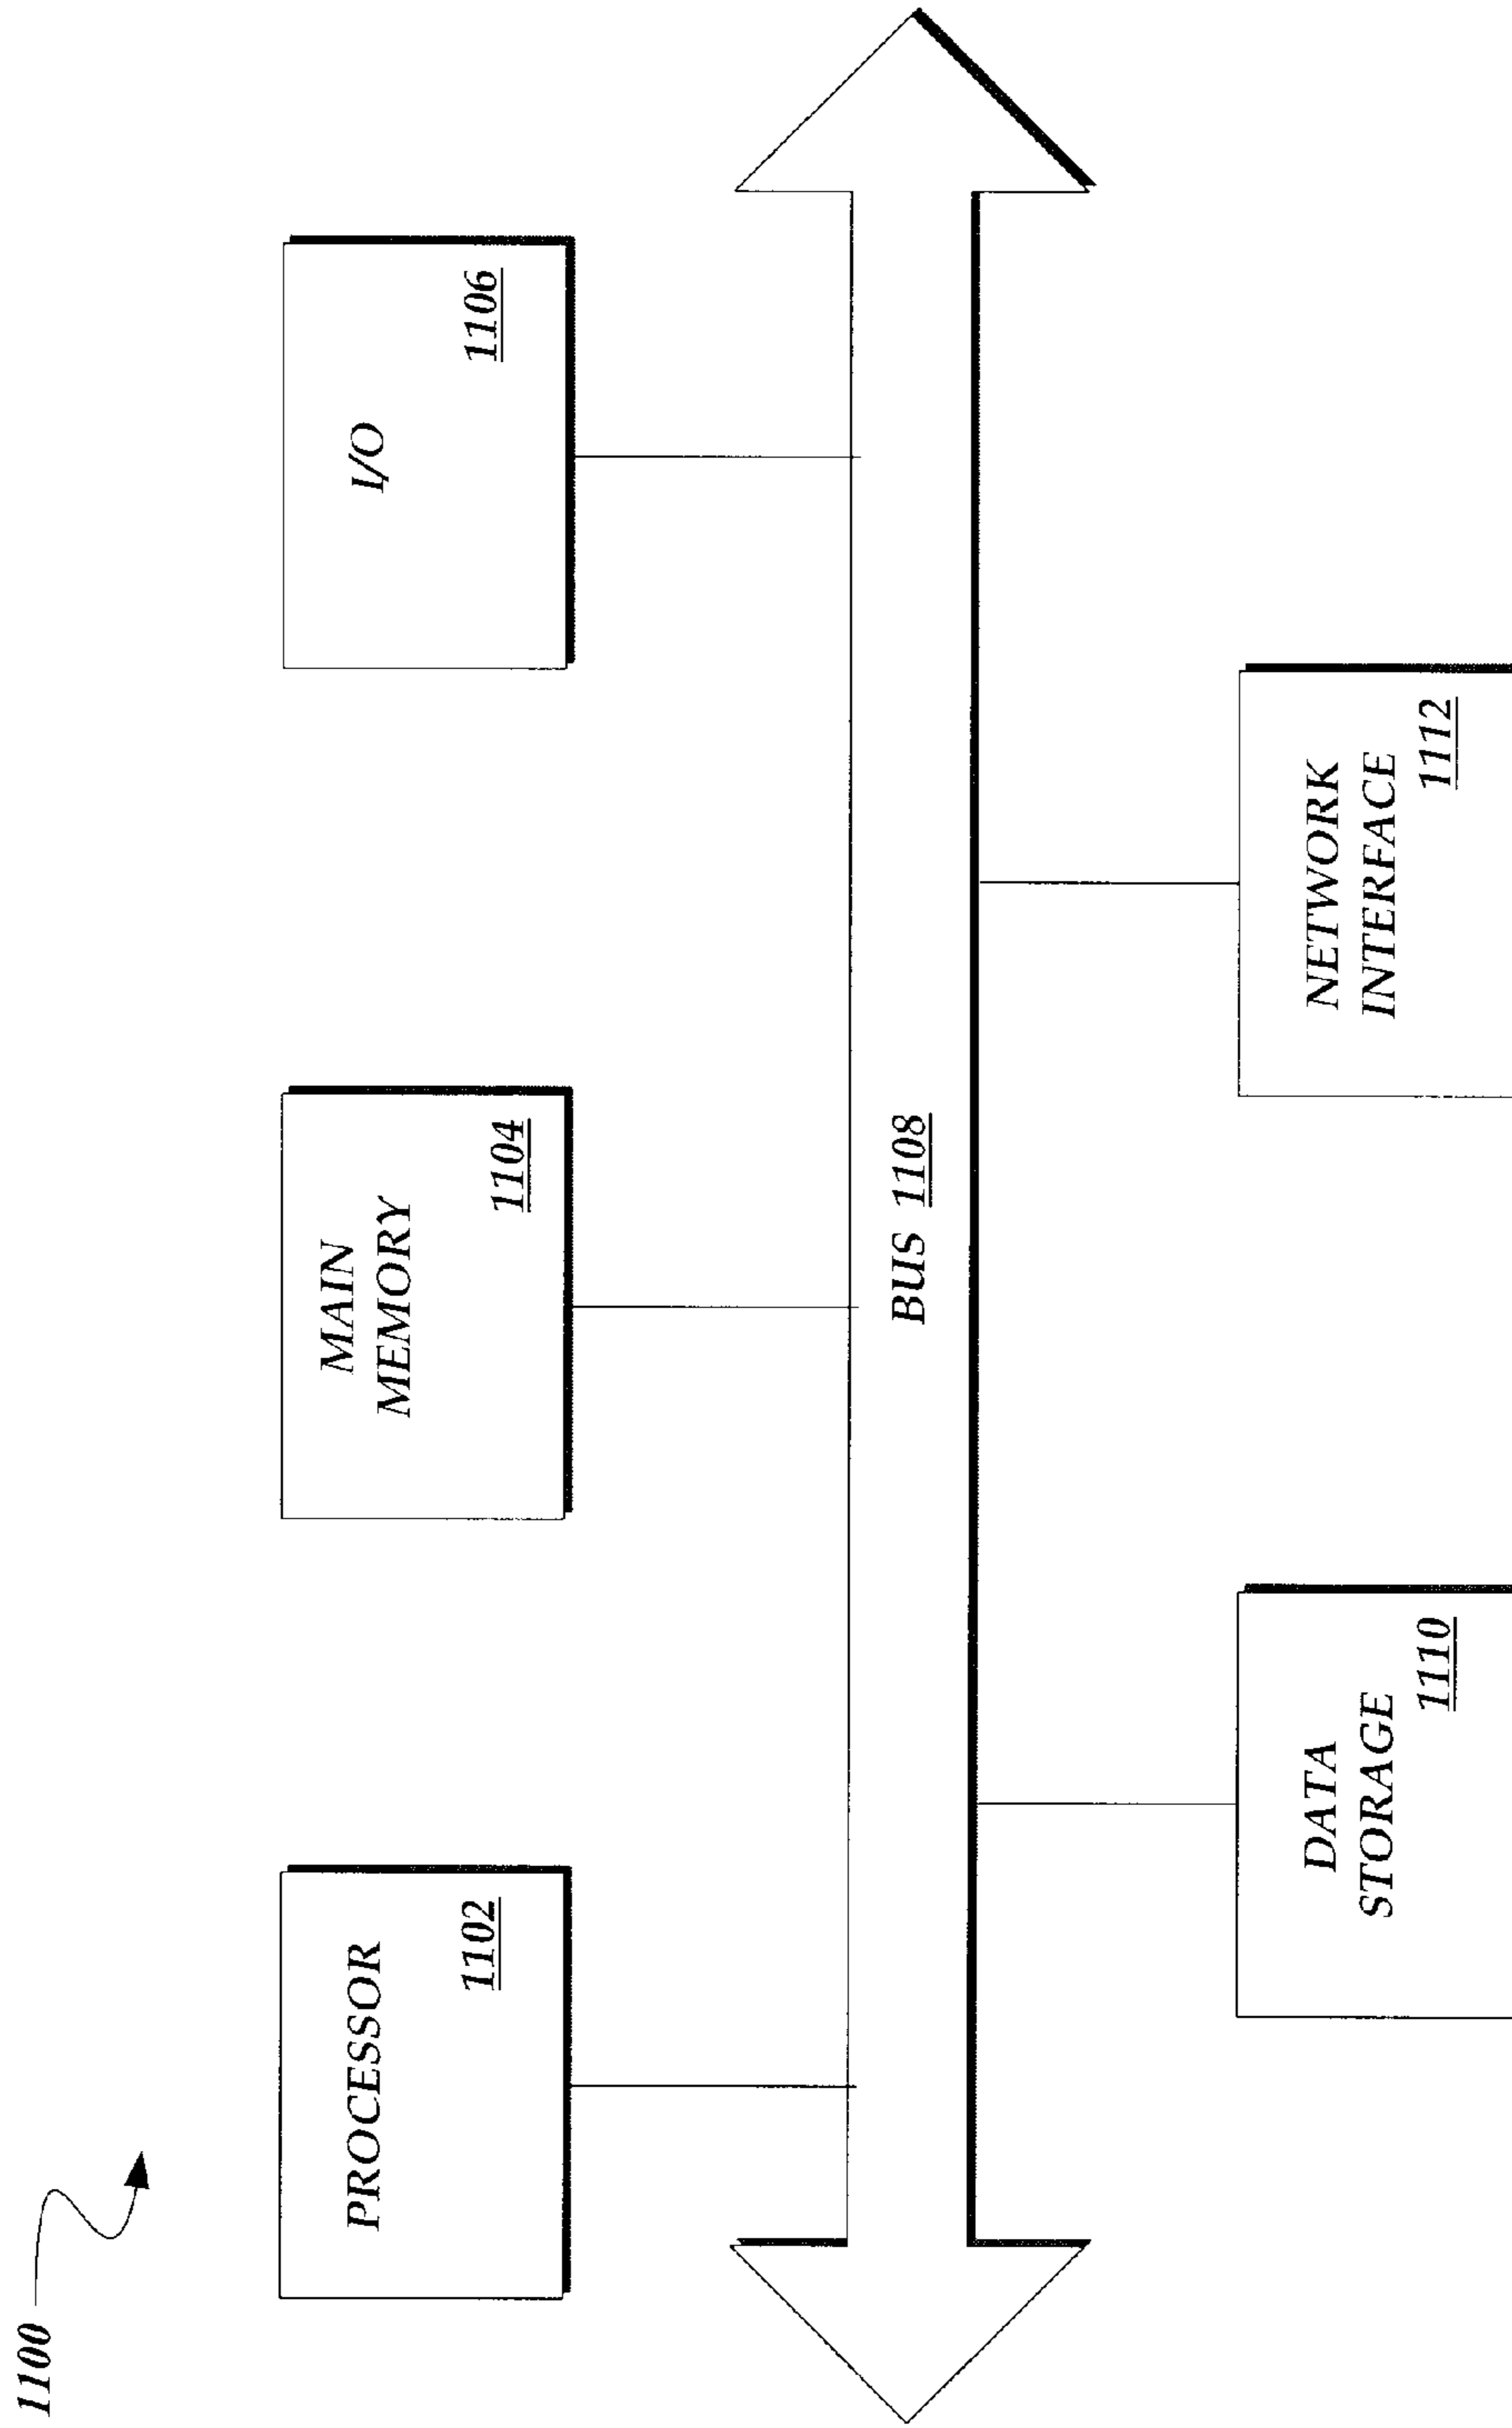 1100
PROCESSOR
1102
MAIN
MEMORY
1104
I/O
1106
BUS 1108
DATA
STORAGE
1110
NETWORK
INTERFACE
1112